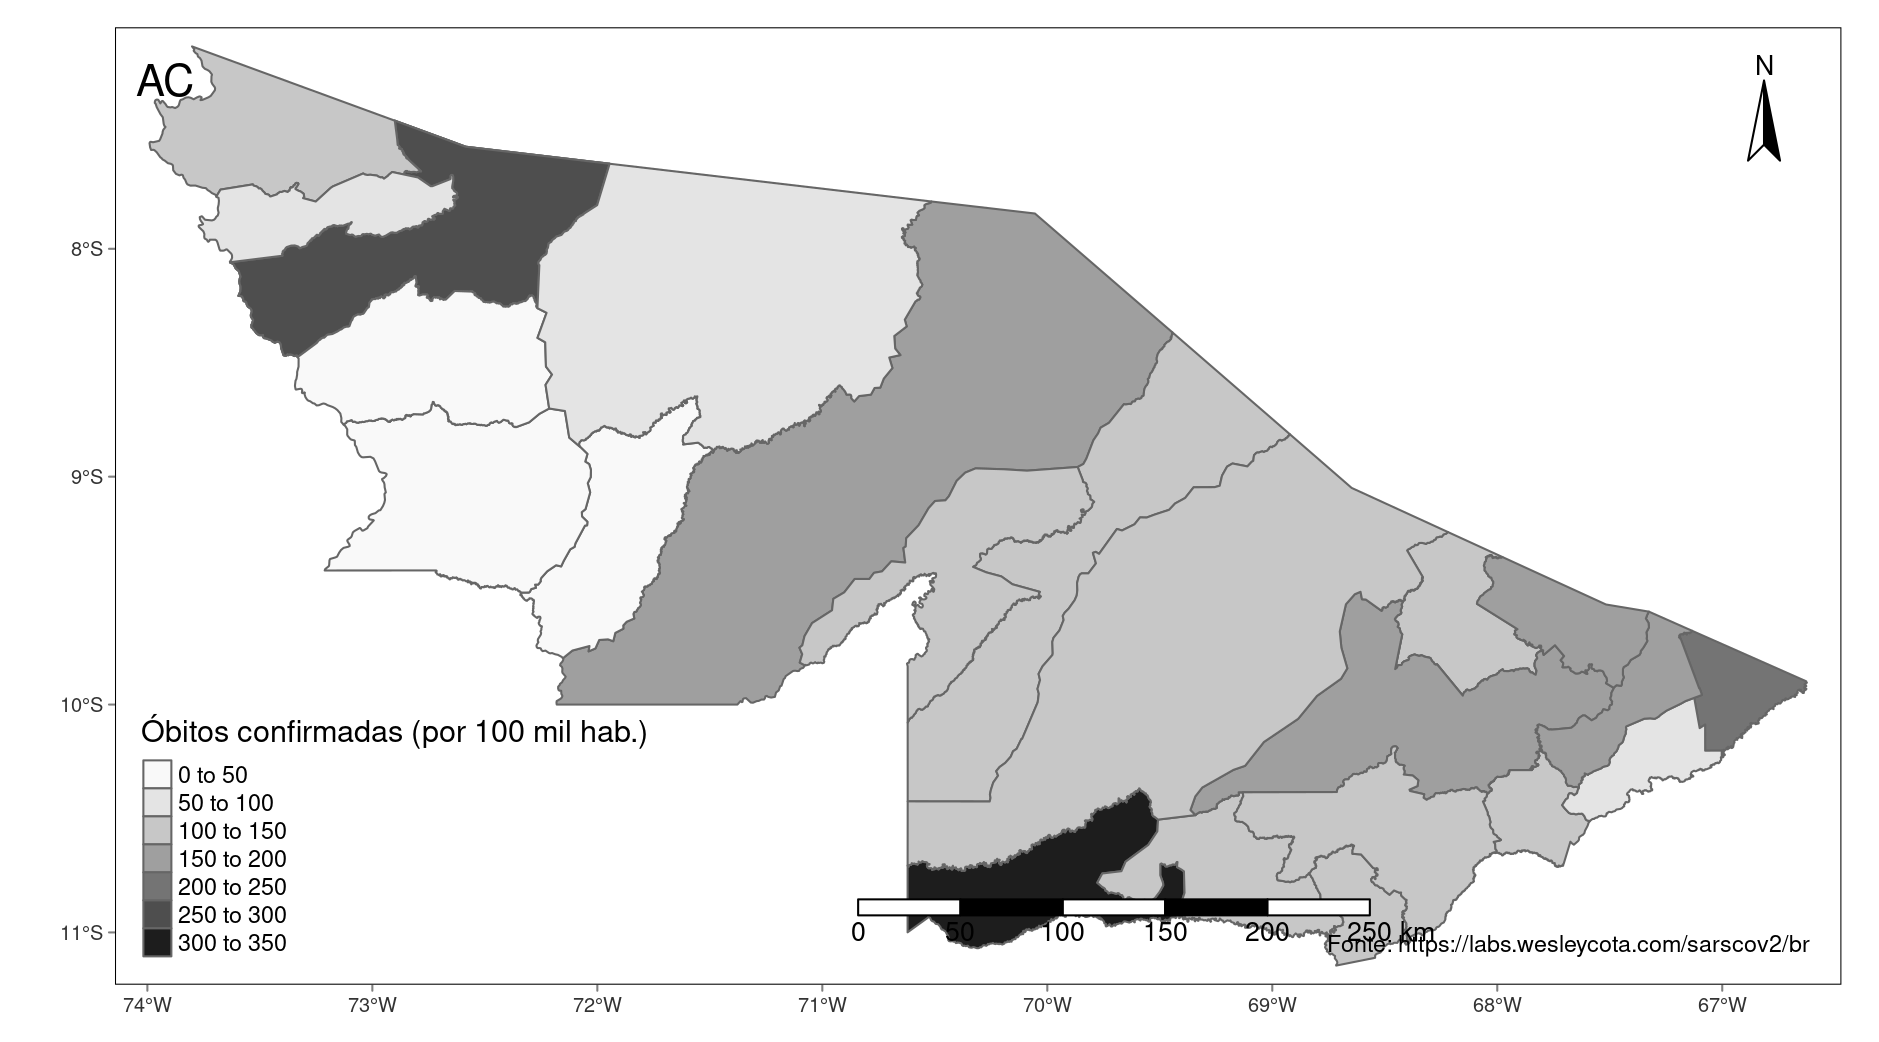 AC
N
8°S
9°S
10°S
11°S
Óbitos confirmadas (por 100 mil hab.)
0 to 50
50 to 100
100 to 150
150 to 200
200 to 250
250 to 300
300 to 350
0 50 100 150 200 250 km
Fonte: https://labs.wesleycota.com/sarscov2/br
74°W 73°W 72°W 71°W 70°W 69°W 68°W 67°W